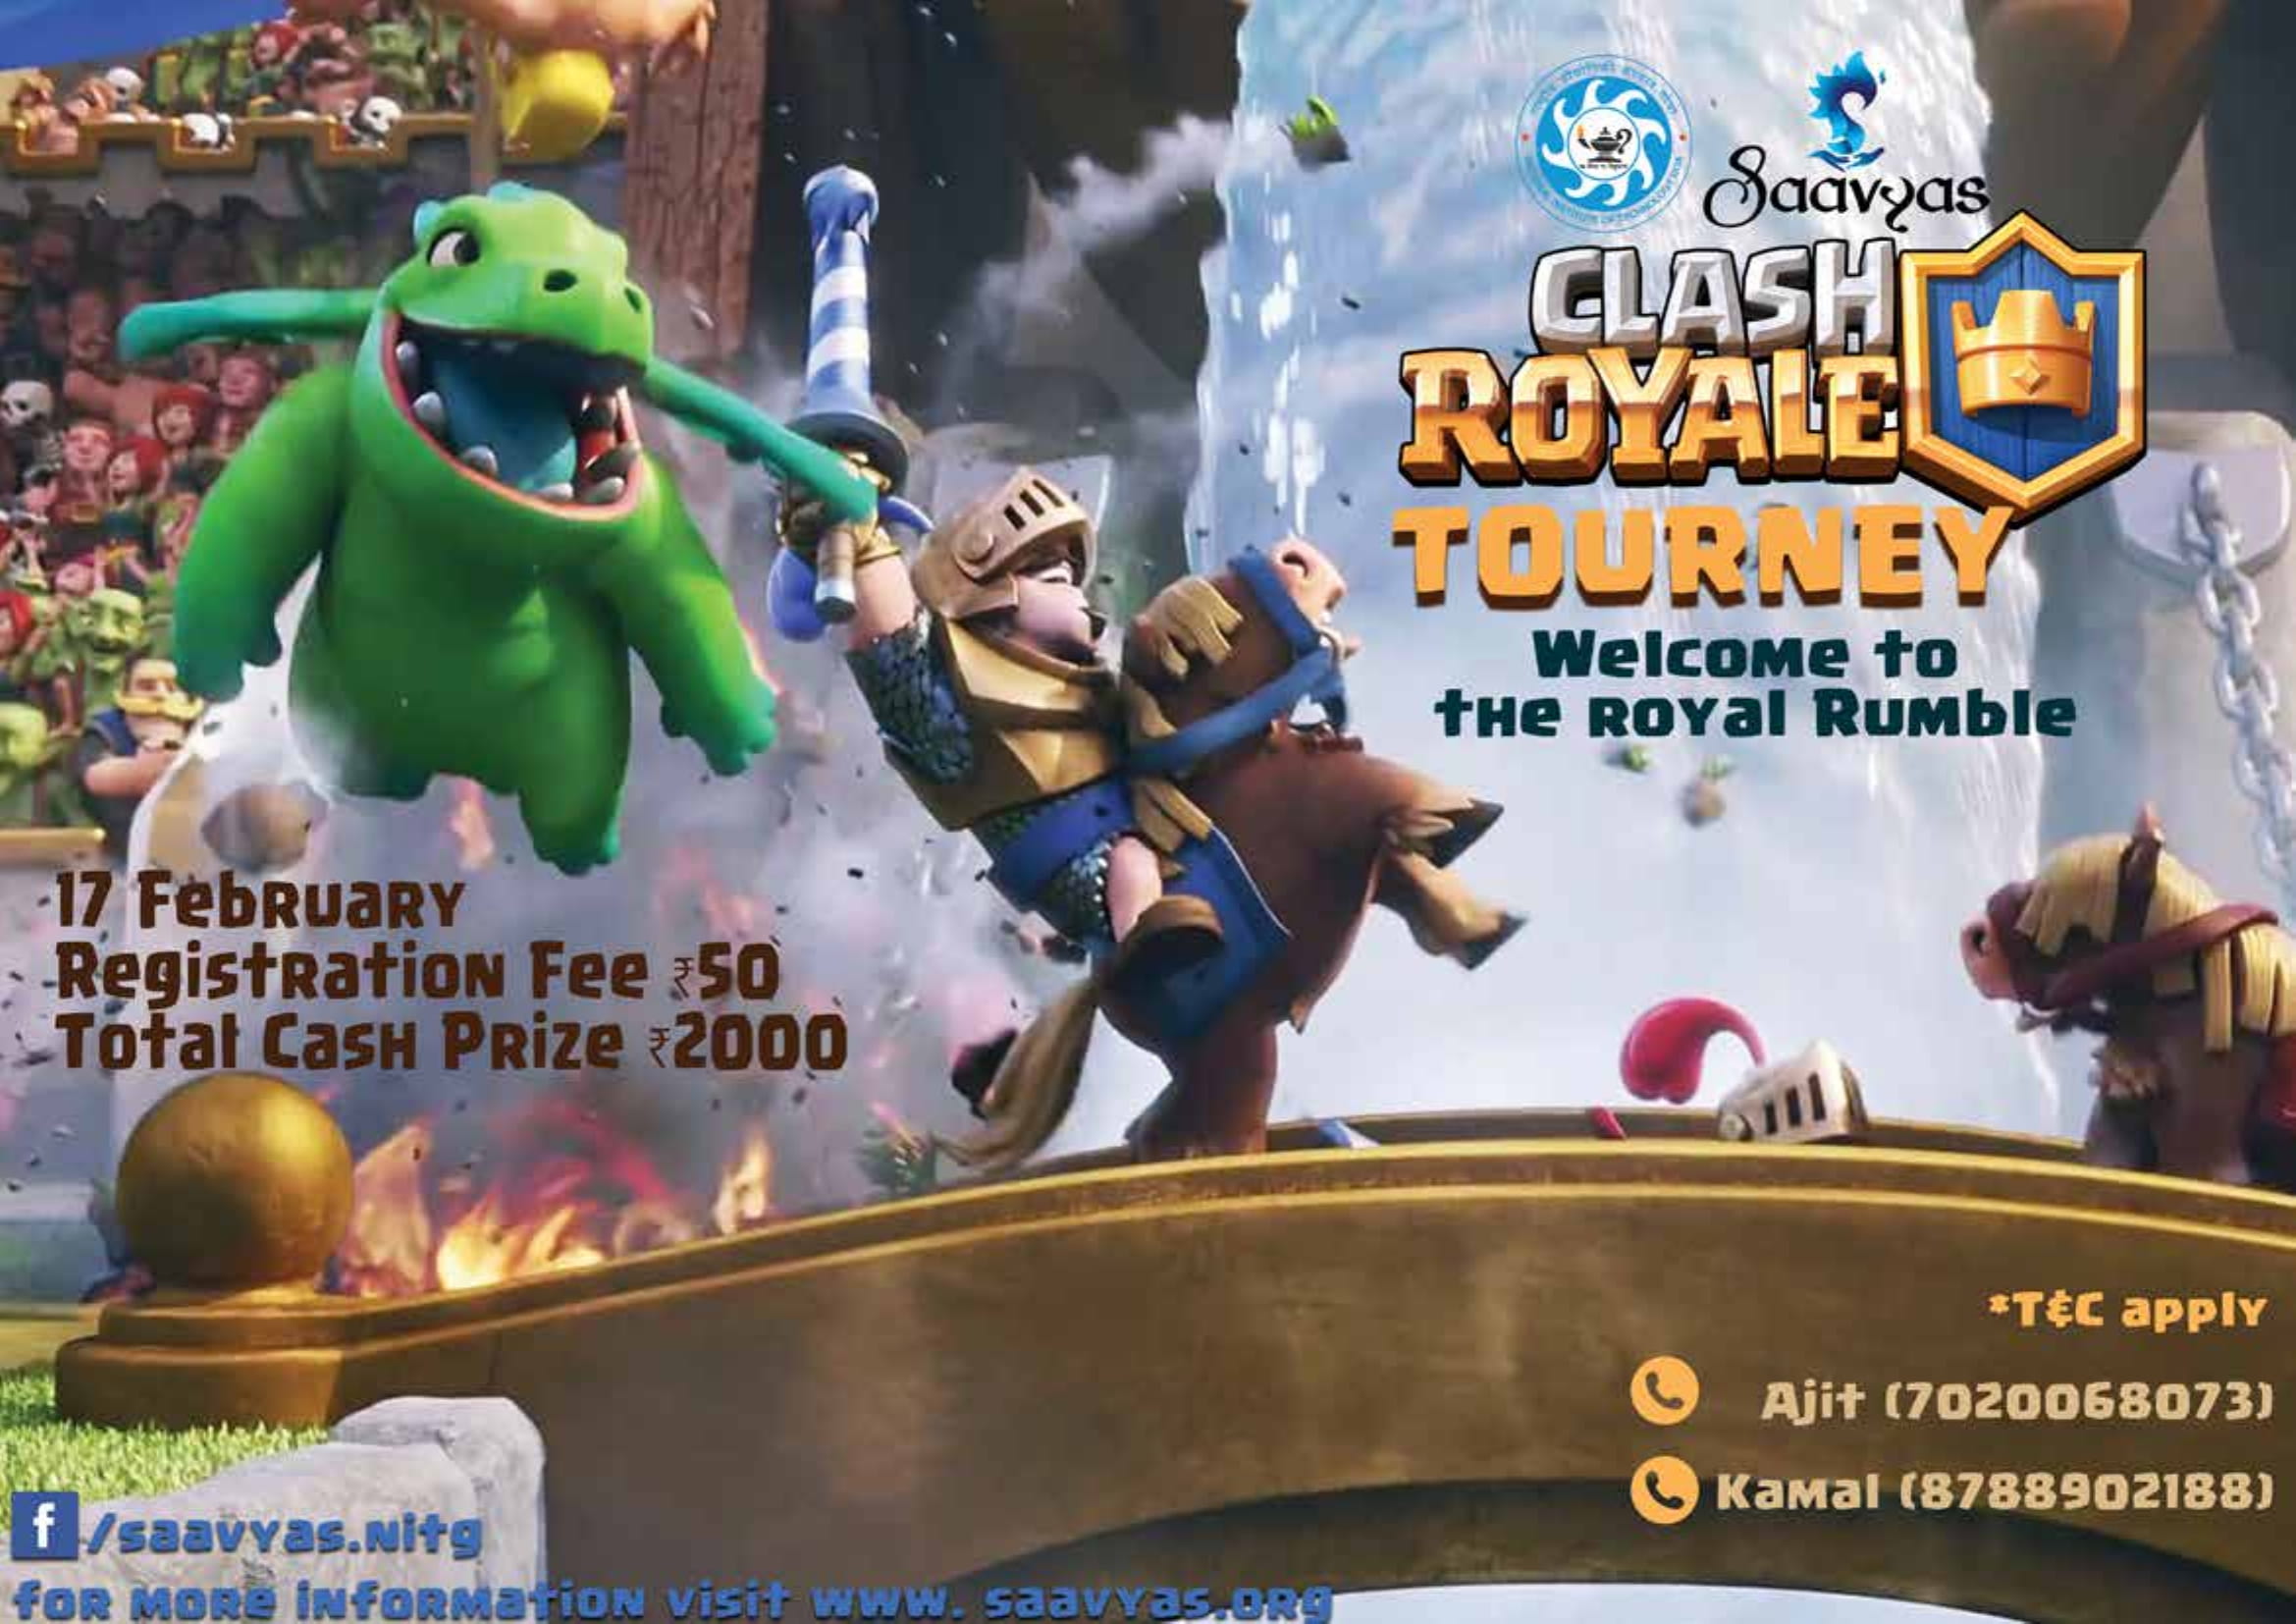 Saavyas
CLASH
ROYALE
TOURNEY
Welcome to
the Royal Rumble
17 February
Registration Fee ₹50
Total Cash Prize ₹2000
*T&C apply
Ajit (7020068073)
Kamal (8788902188)
f /saavyas.nitg
for more information visit www. saavyas.org